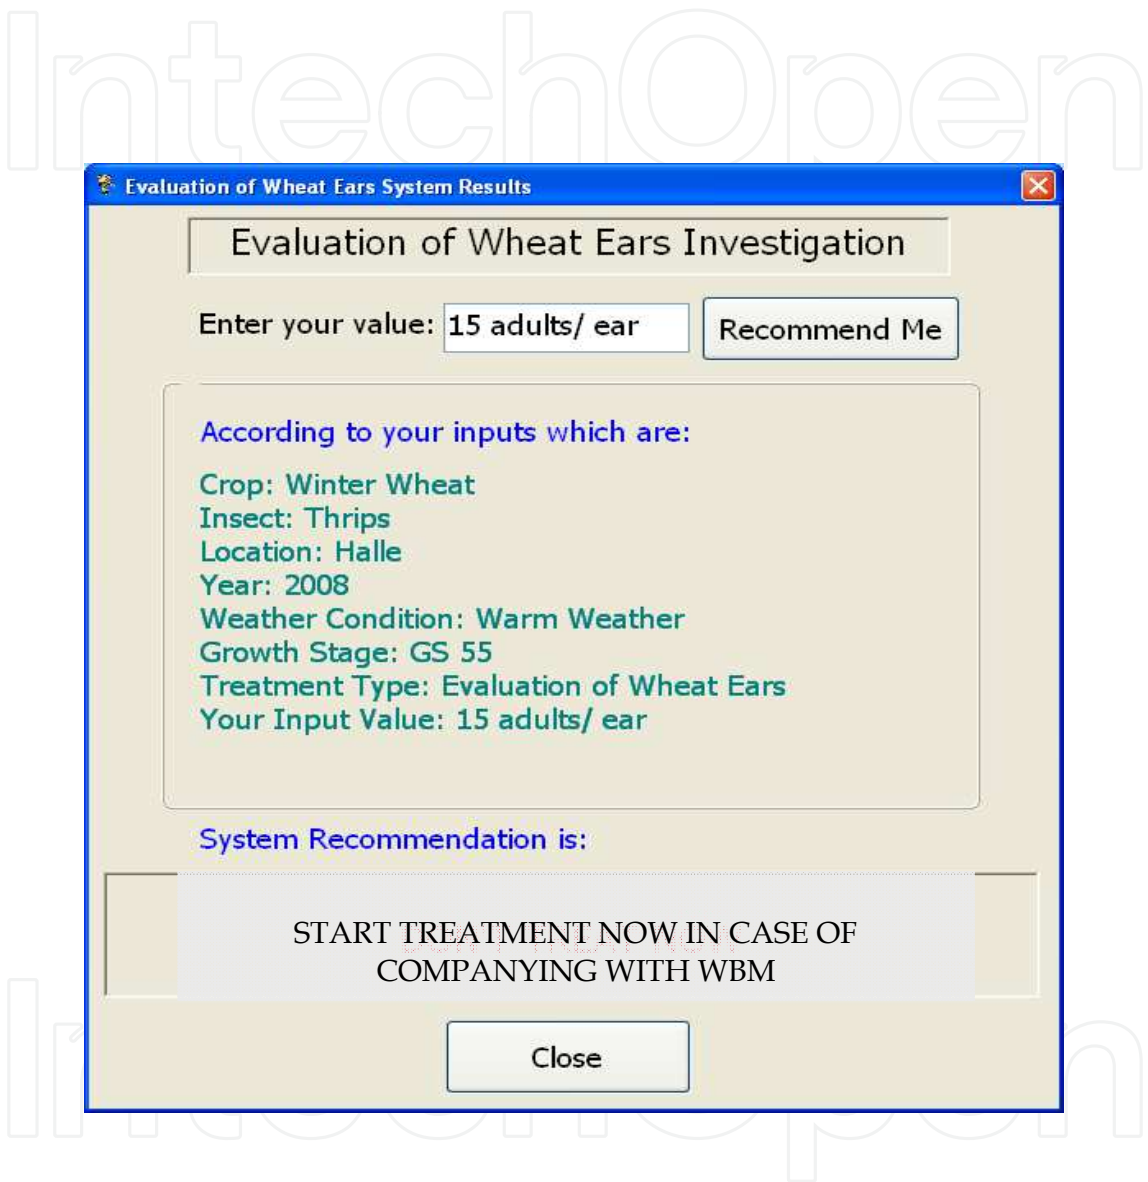 IntechOpen
Evaluation of Wheat Ears System Results
Evaluation of Wheat Ears Investigation
Enter your value: 15 adults/ ear Recommend Me
According to your inputs which are:
Crop: Winter Wheat
Insect: Thrips
Location: Halle
Year: 2008
Weather Condition: Warm Weather
Growth Stage: GS 55
Treatment Type: Evaluation of Wheat Ears
Your Input Value: 15 adults/ ear
System Recommendation is:
START TREATMENT NOW IN CASE OF
COMPANYING WITH WBM
Close
IntechOpen